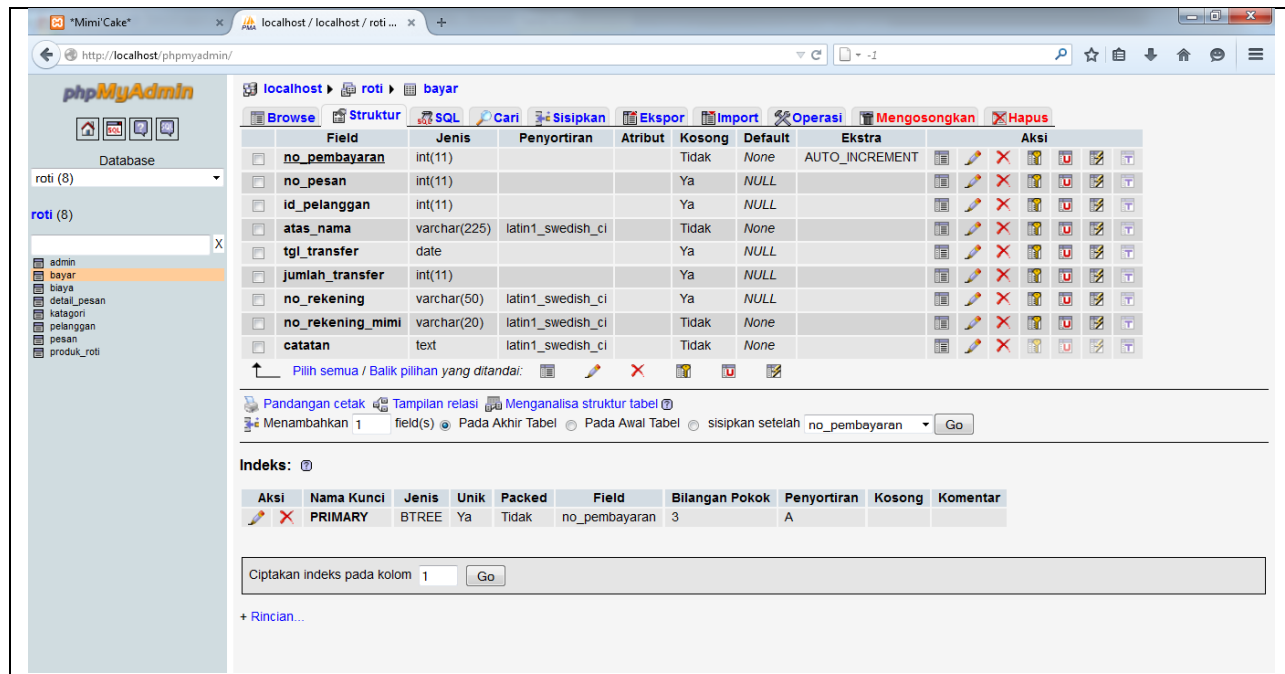 *Mimi'Cake* × localhost / localhost / roti ... × +
http://localhost/phpmyadmin/ - -1
phpMyAdmin
Database
roti (8)
roti (8)
X
admin
bayar
biaya
detail_pesan
katagori
pelanggan
pesan
produk_roti
localhost ▸ roti ▸ bayar
Browse Struktur SQL Cari Sisipkan Ekspor Import Operasi Mengosongkan Hapus
Field Jenis Penyortiran Atribut Kosong Default Ekstra Aksi
no_pembayaran int(11) Tidak None AUTO_INCREMENT
no_pesan int(11) Ya NULL
id_pelanggan int(11) Ya NULL
atas_nama varchar(225) latin1_swedish_ci Tidak None
tgl_transfer date Ya NULL
jumlah_transfer int(11) Ya NULL
no_rekening varchar(50) latin1_swedish_ci Ya NULL
no_rekening_mimi varchar(20) latin1_swedish_ci Tidak None
catatan text latin1_swedish_ci Tidak None
Pilih semua / Balik pilihan yang ditandai:
Pandangan cetak Tampilan relasi Menganalisa struktur tabel
Menambahkan 1 field(s) Pada Akhir Tabel Pada Awal Tabel sisipkan setelah no_pembayaran Go
Indeks:
Aksi Nama Kunci Jenis Unik Packed Field Bilangan Pokok Penyortiran Kosong Komentar
PRIMARY BTREE Ya Tidak no_pembayaran 3 A
Ciptakan indeks pada kolom 1 Go
+ Rincian...